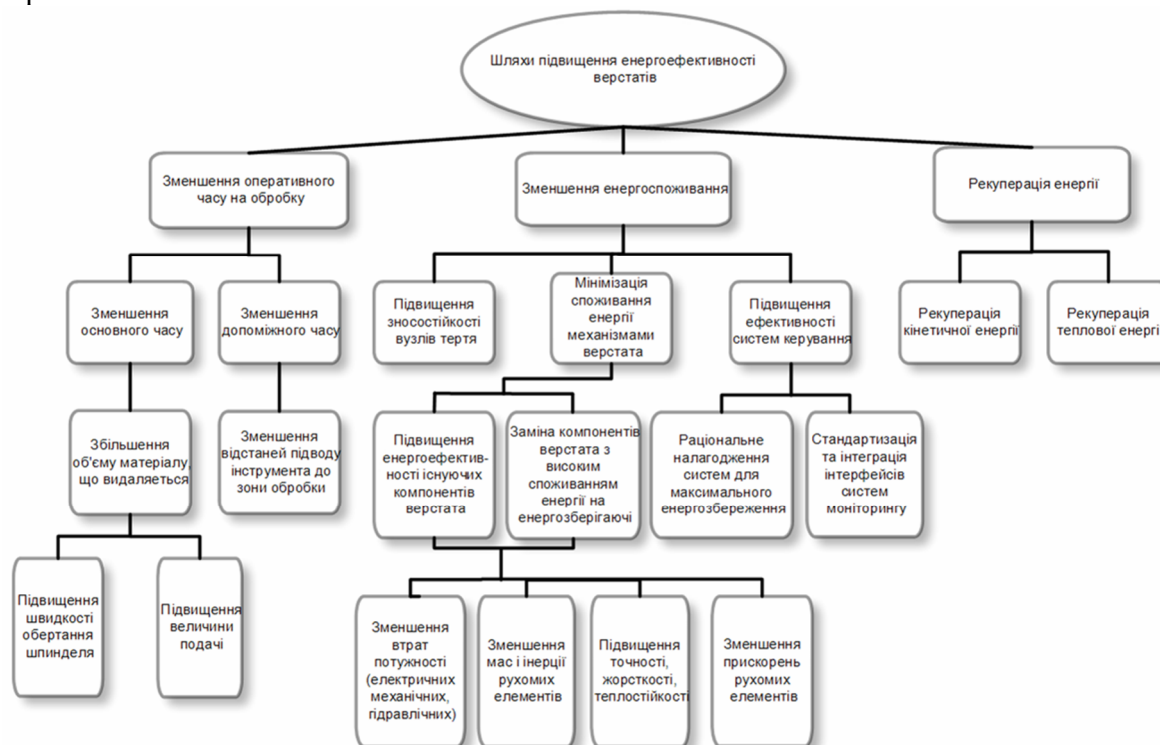 Шляхи підвищення енергоефективності
верстатів
Зменшення оперативного
часу на обробку
Зменшення енергоспоживання
Рекуперація енергії
Зменшення
основного часу
Зменшення
допоміжного часу
Підвищення
зносостійкості
вузлів тертя
Мінімізація
споживання
енергії
механізмами
верстата
Підвищення
ефективності
систем керування
Рекуперація
кінетичної енергії
Рекуперація
теплової енергі
Збільшення
об'єму матеріалу,
що видаляється
Зменшення
відстаней підводу
інструмента до
зони обробки
Підвищення
енергоефектив-
ності існуючих
компонентів
верстата
Заміна компонентів
верстата з
високим
споживанням
енергії на
енергозберігаючі
Раціональне
налагодження
систем для
максимального
енергозбереження
Стандартизація
та інтеграція
інтерфейсів
систем
моніторингу
Підвищення
швидкості
обертання
шпинделя
Підвищення
величини
подачі
Зменшення
втрат
потужності
(електричних
механічних,
гідравлічних)
Зменшення
мас і інерції
рухомих
елементів
Підвищення
точності,
жорсткості,
теплостійкості
Зменшення
прискорень
рухомих
елементів